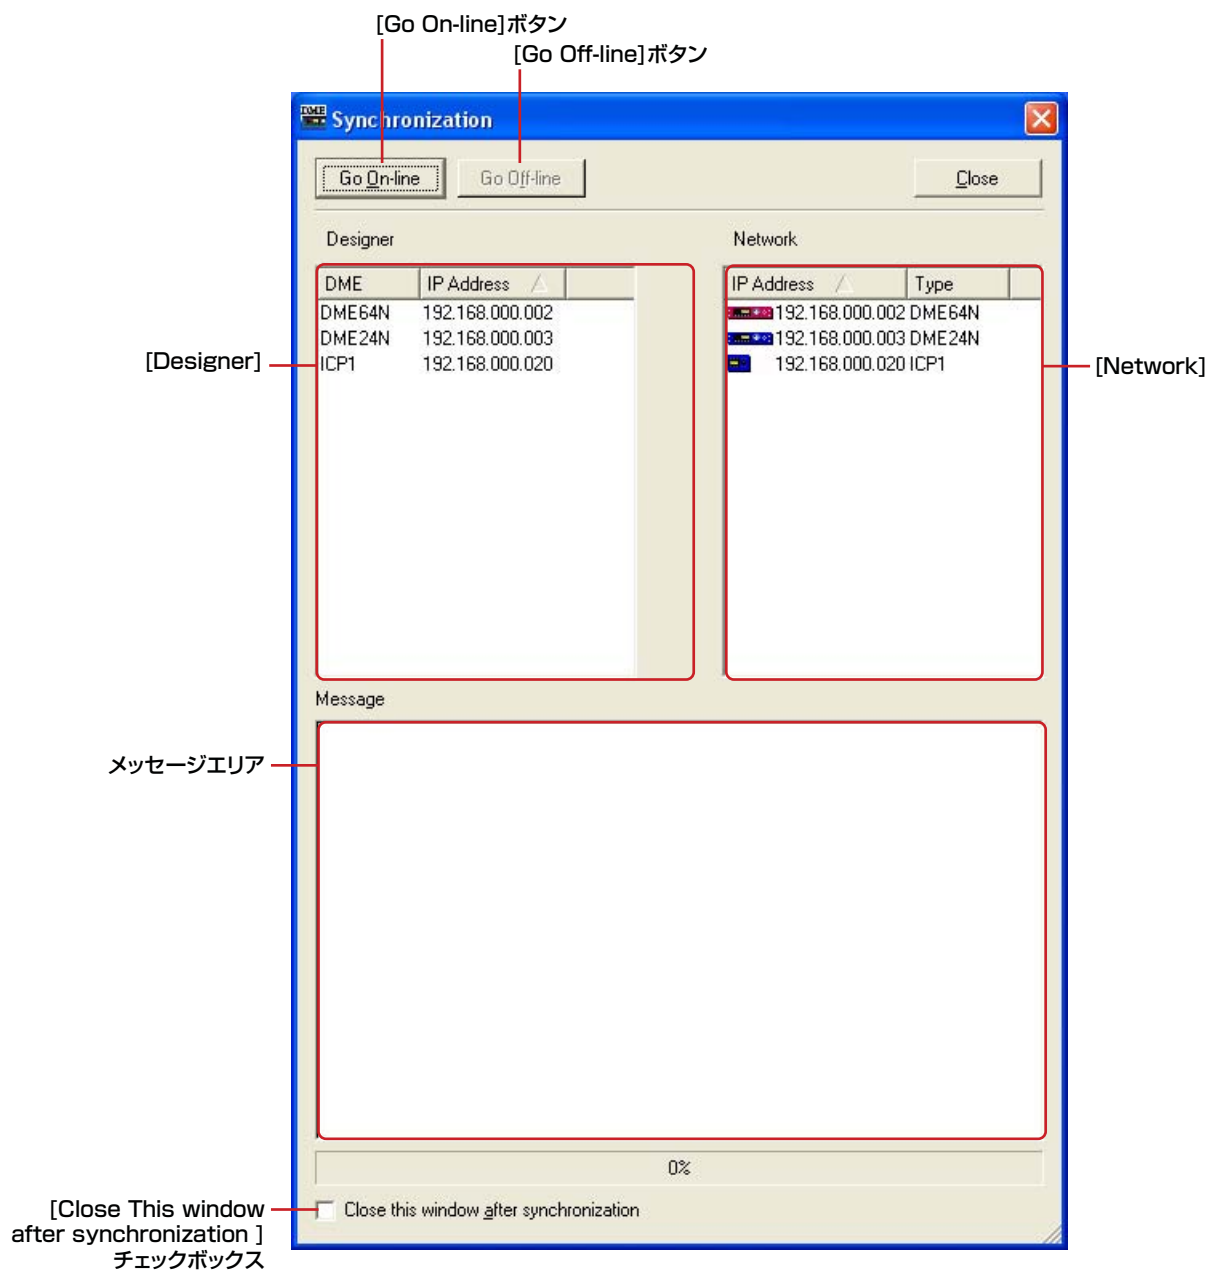 [Go On-line]ボタン
[Go Off-line]ボタン
DME Synchronization
Go On-line
Go Off-line
Close
Designer
Network
DME IP Address
IP Address Type
DME64N 192.168.000.002
192.168.000.002 DME64N
DME24N 192.168.000.003
192.168.000.003 DME24N
[Designer]
ICP1 192.168.000.020
192.168.000.020 ICP1
[Network]
Message
メッセージエリア
0%
[Close This window
after synchronization ]
チェックボックス
Close this window after synchronization